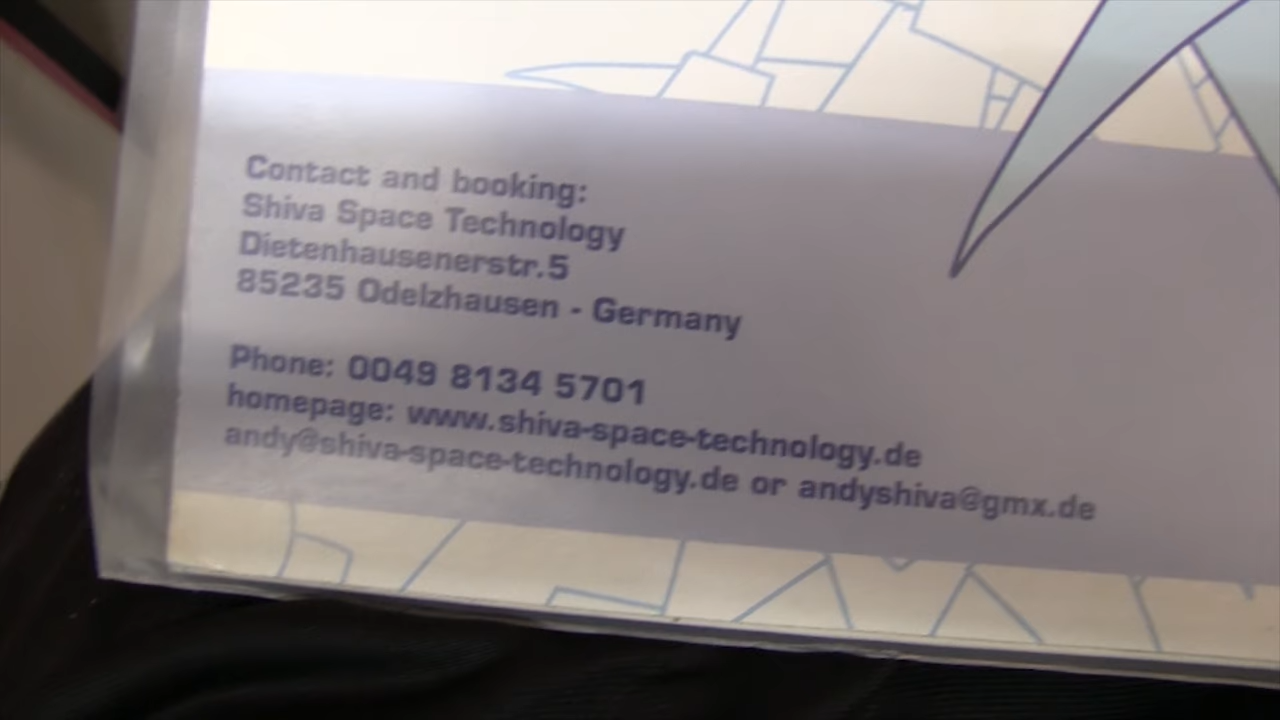 Contact and booking:
Shiva Space Technology
Dietenhausenerstr.5
85235 Odelzhausen - Germany
Phone: 0049 8134 5701
homepage: www.shiva-space-technology.de
andy@shiva-space-technology.de or andyshiva@gmx.de